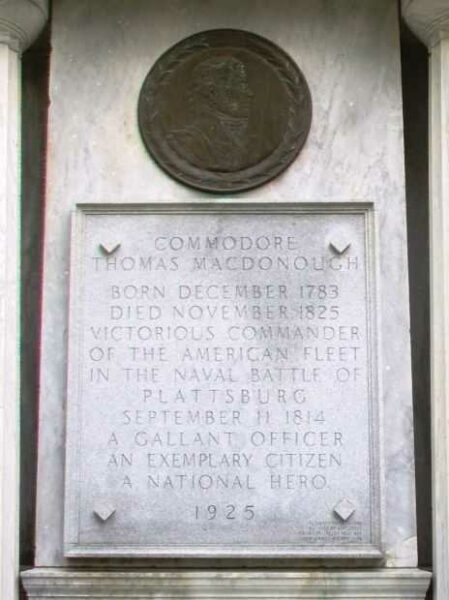 COMMODORE
THOMAS MACDONOUGH
BORN DECEMBER 1783
DIED NOVEMBER 1825
VICTORIOUS COMMANDER
OF THE AMERICAN FLEET
IN THE NAVAL BATTLE OF
PLATTSBURG
SEPTEMBER 11 1814
A GALLANT OFFICER
AN EXEMPLARY CITIZEN
A NATIONAL HERO.
1925